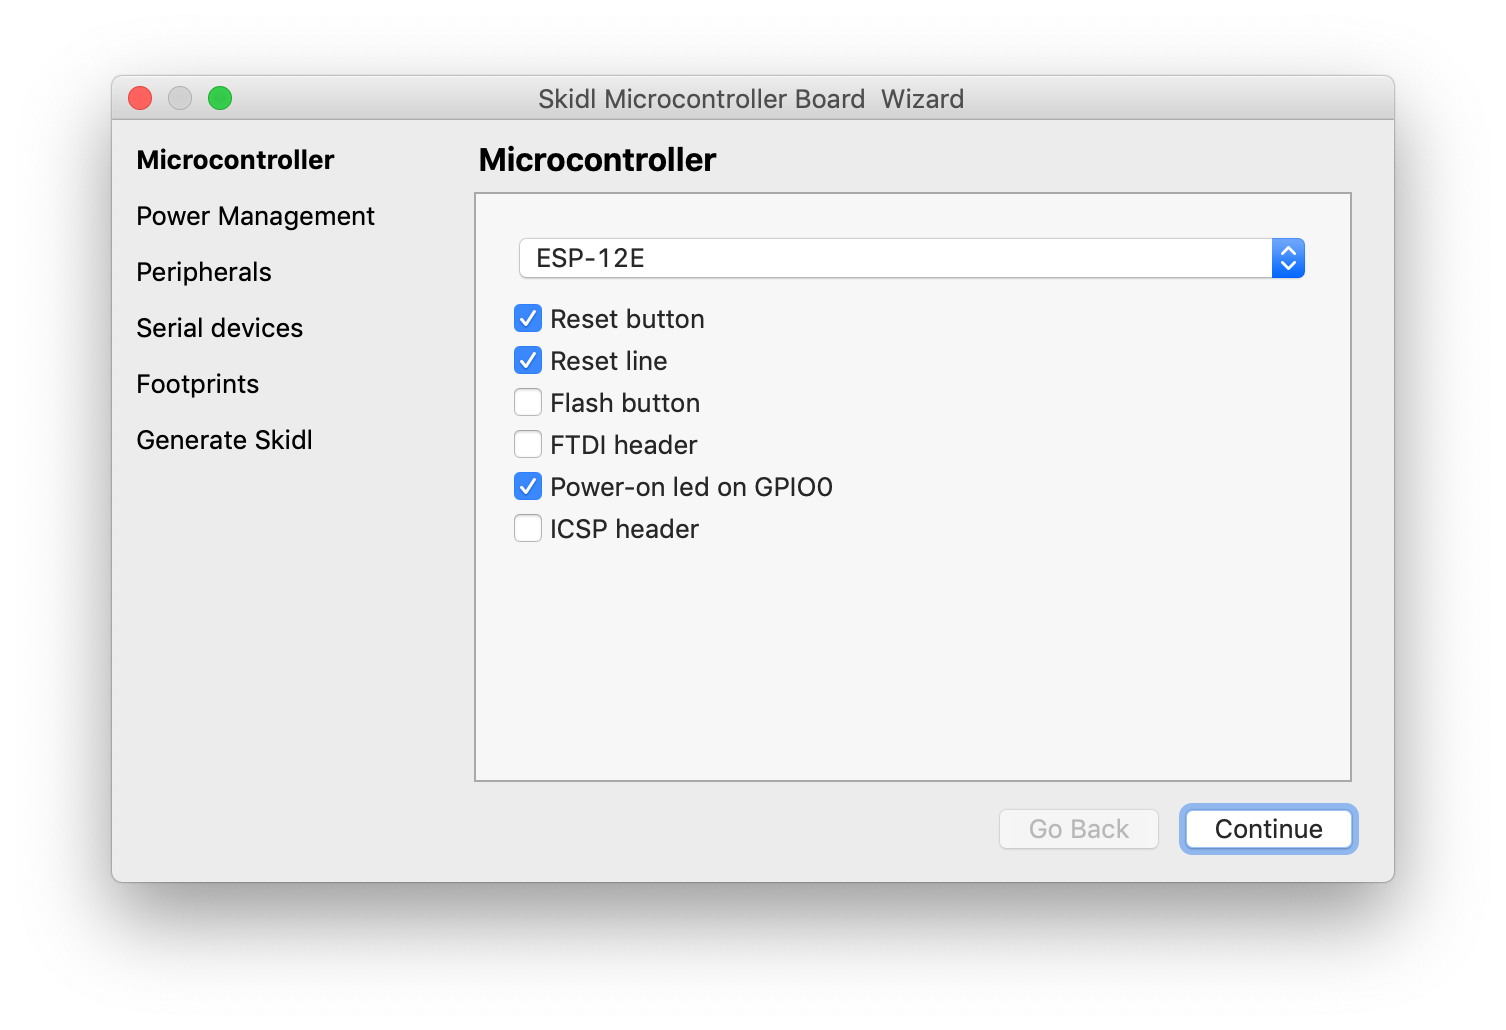 Skidl Microcontroller Board  Wizard
Microcontroller
Power Management
Peripherals
Serial devices
Footprints
Generate Skidl
Microcontroller
ESP-12E
Reset button
Reset line
Flash button
FTDI header
Power-on led on GPIO0
ICSP header
Go Back
Continue